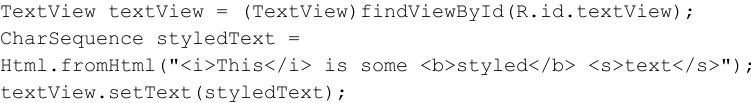 TextView textView = (TextView)findViewById(R.id.textView);
CharSequence styledText =
Html.fromHtml("<i>This</i> is some <b>styled</b> <s>text</s>");
textView.setText(styledText);